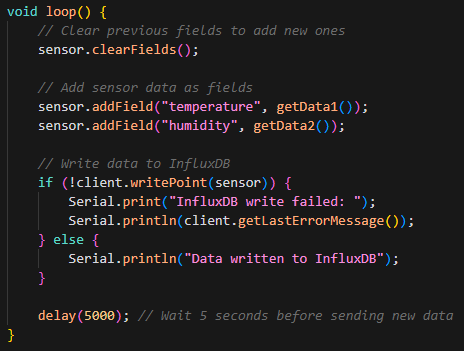 void loop() {
    // Clear previous fields to add new ones
    sensor.clearFields();

    // Add sensor data as fields
    sensor.addField("temperature", getData1());
    sensor.addField("humidity", getData2());

    // Write data to InfluxDB
    if (!client.writePoint(sensor)) {
        Serial.print("InfluxDB write failed: ");
        Serial.println(client.getLastErrorMessage());
    } else {
        Serial.println("Data written to InfluxDB");
    }

    delay(5000); // Wait 5 seconds before sending new data
}